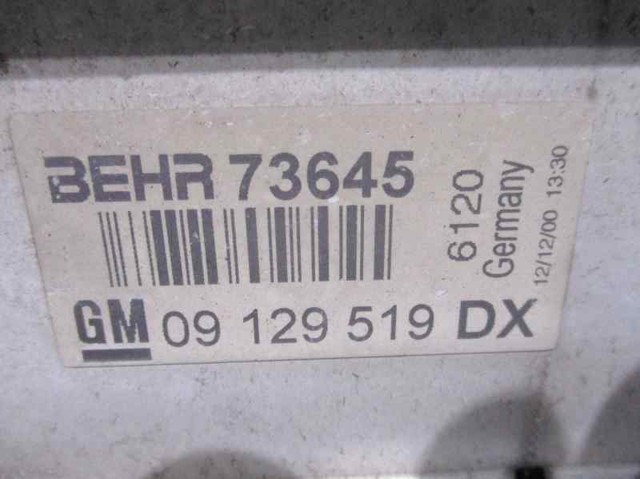 BEHR 73645
GM 09 129 519 DX
6120
Germany
12/12/00 13:30